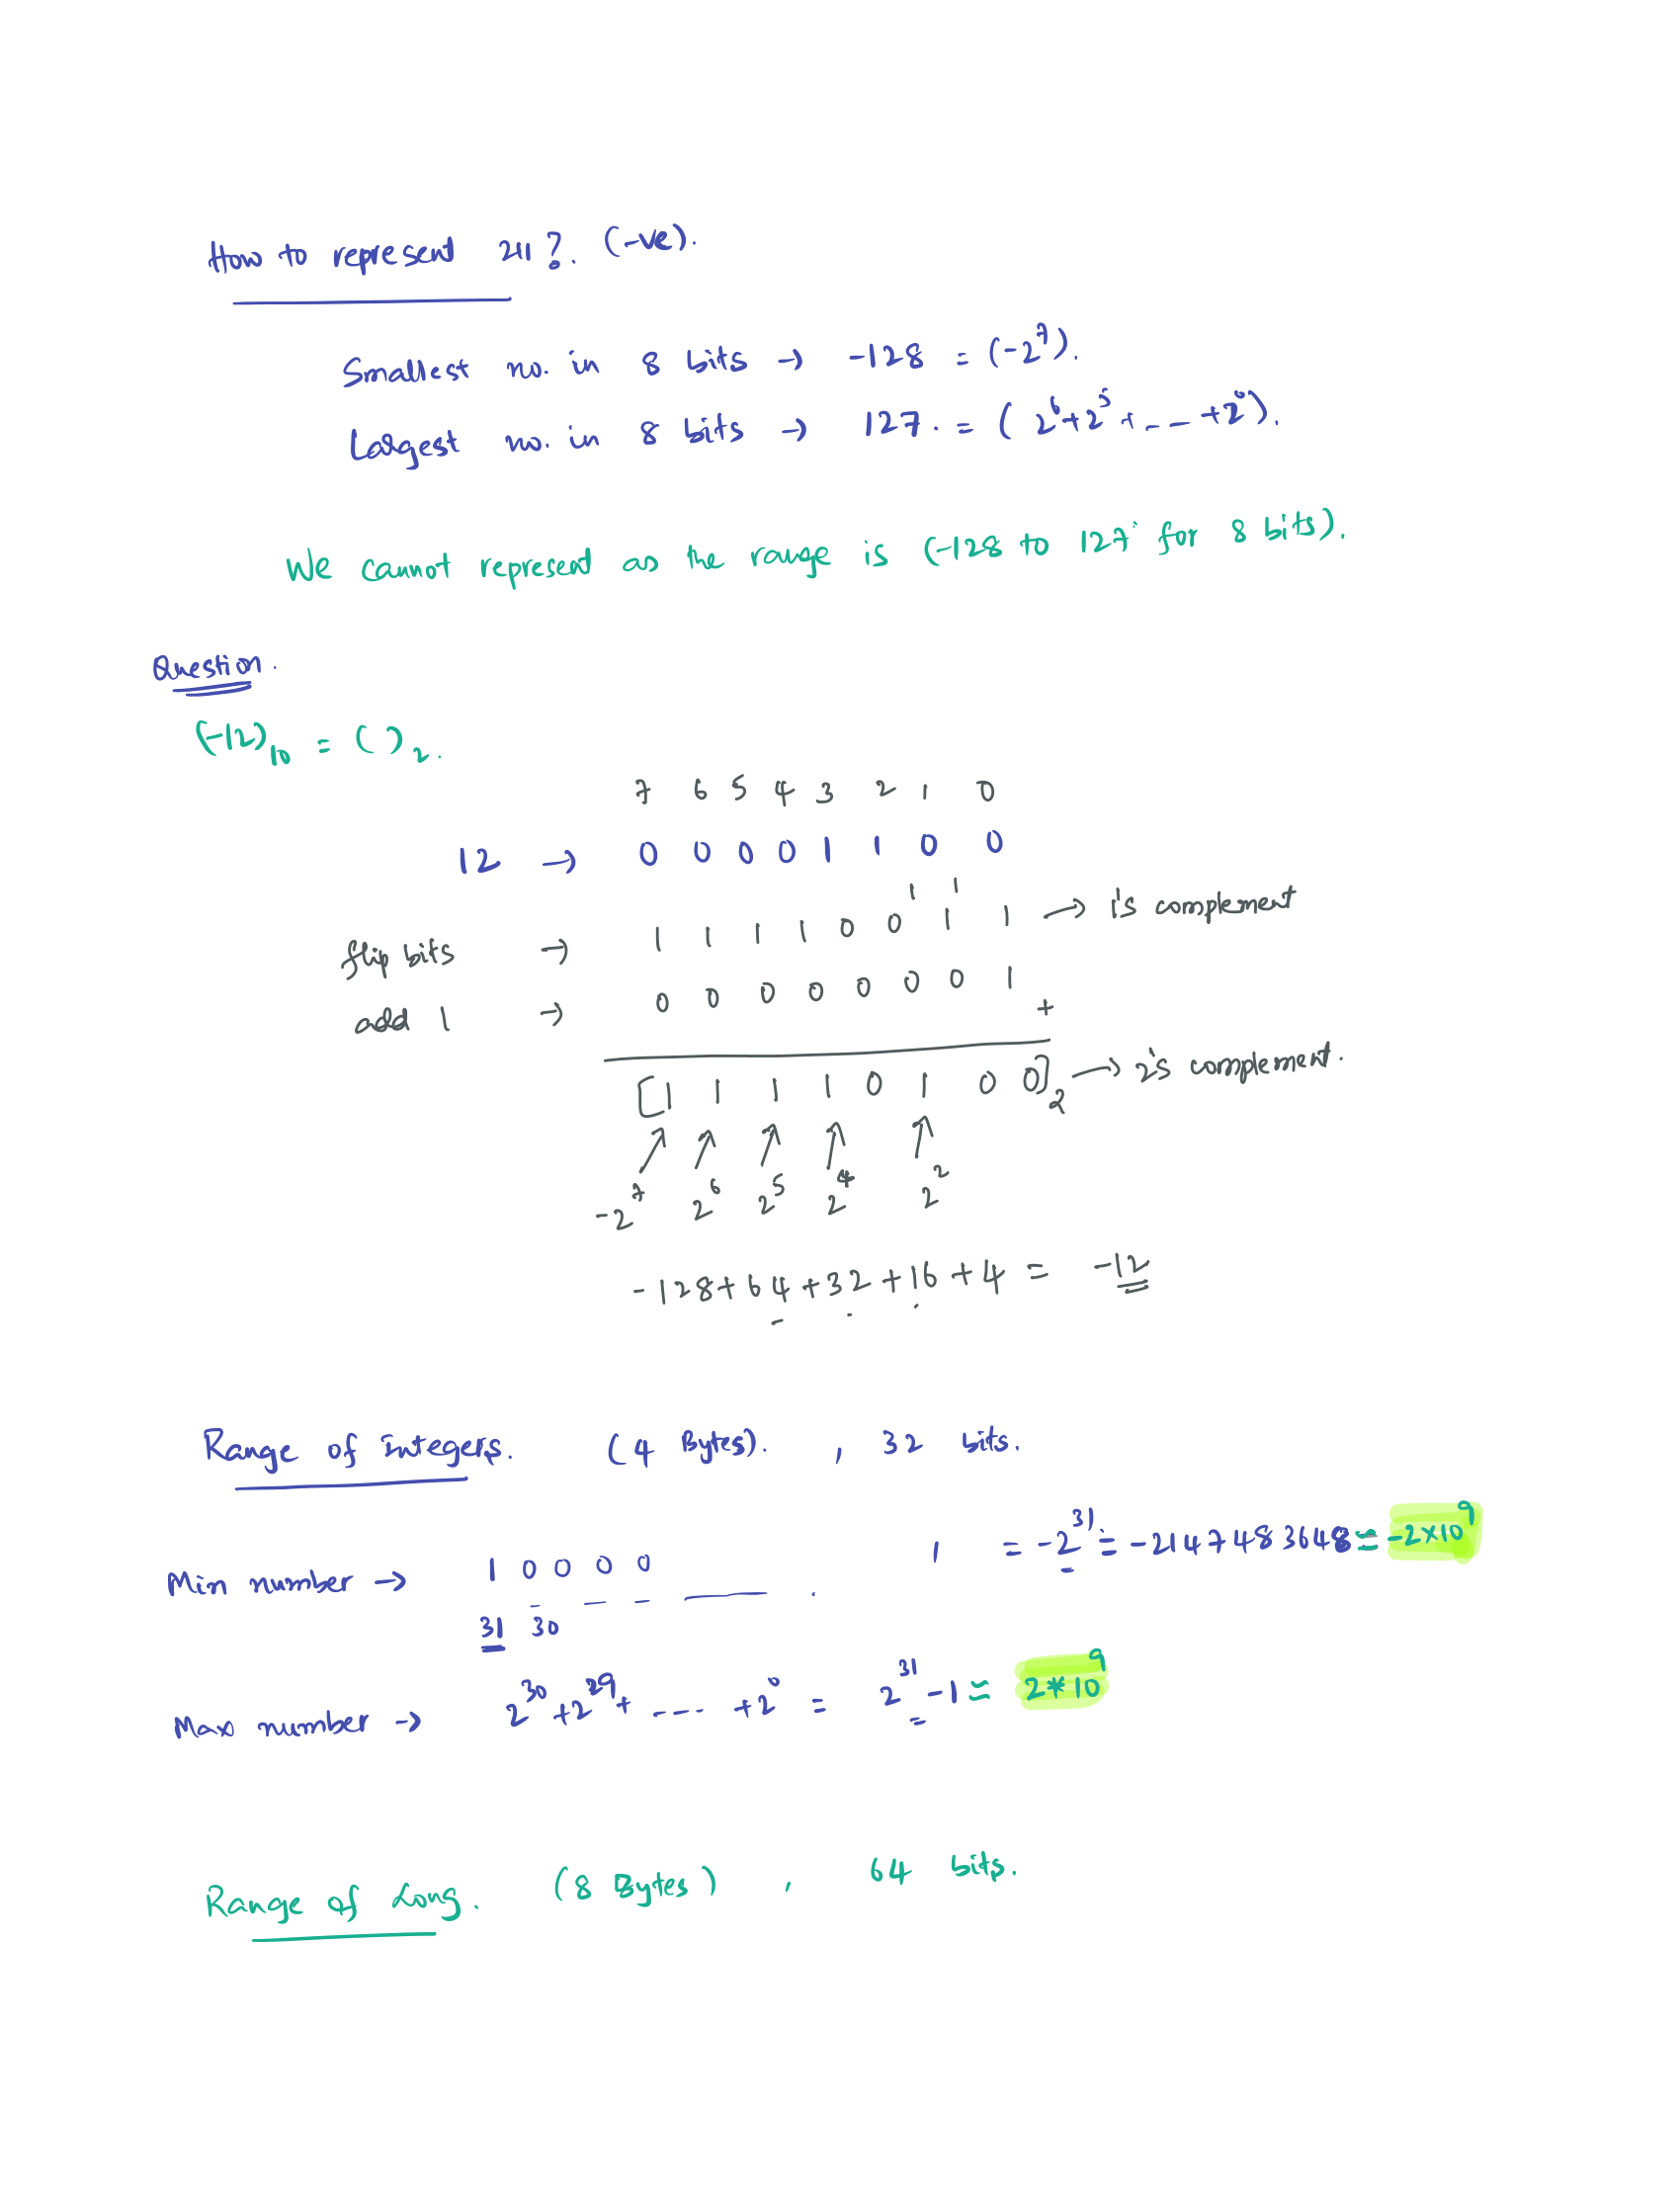 How to represent 211?. (-ve).
Smallest no. in 8 bits → -128 = (-2^7).
Largest no. in 8 bits → 127. = (2^6+2^5+--- +2^0).
We cannot represent as the range is (-128 to 127 for 8 bits).
Question.
(-12)_10 = ( )_2.
7 6 5 4 3 2 1 0
12 → 0 0 0 0 1 1 0 0
1 1
flip bits → 1 1 1 1 0 0 1 1 → 1's complement
add 1 → 0 0 0 0 0 0 0 1 +
[1 1 1 1 0 1 0 0]_2 → 2's complement.
-2^7 2^6 2^5 2^4 2^2
-128+64+32+16+4 = -12
Range of integers. (4 Bytes). , 32 bits.
Min number → 1 0 0 0 0 1 = -2^31 = -2147483648 ≈ -2×10^9
31 30
Max number → 2^30+2^29+ ---- +2^0 = 2^31-1 ≈ 2*10^9
Range of Long. (8 Bytes) , 64 bits.